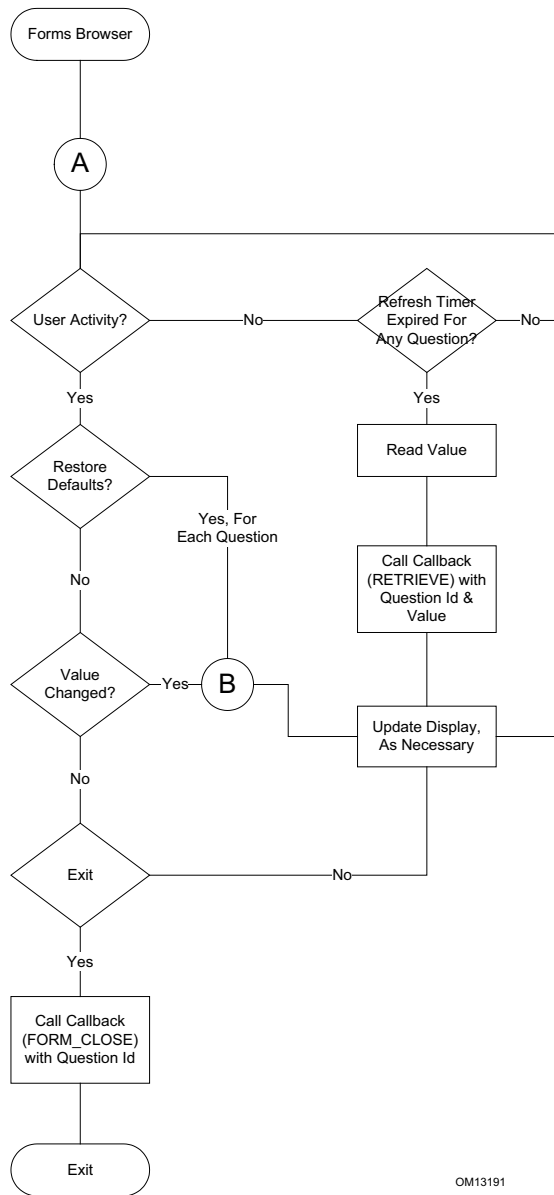 Forms Browser
A
User Activity?
No
Refresh Timer
Expired For
Any Question?
No
Yes
Yes
Read Value
Restore
Defaults?
Yes, For
Each Question
Call Callback
(RETRIEVE) with
Question Id &
Value
No
Value
Changed?
Yes
B
Update Display,
As Necessary
No
Exit
No
Yes
Call Callback
(FORM_CLOSE)
with Question Id
Exit
OM13191